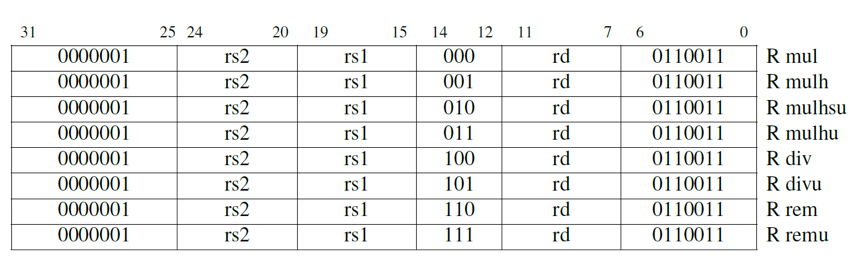 31 25 24 20 19 15 14 12 11 7 6 0
0000001 rs2 rs1 000 rd 0110011 R mul
0000001 rs2 rs1 001 rd 0110011 R mulh
0000001 rs2 rs1 010 rd 0110011 R mulhsu
0000001 rs2 rs1 011 rd 0110011 R mulhu
0000001 rs2 rs1 100 rd 0110011 R div
0000001 rs2 rs1 101 rd 0110011 R divu
0000001 rs2 rs1 110 rd 0110011 R rem
0000001 rs2 rs1 111 rd 0110011 R remu